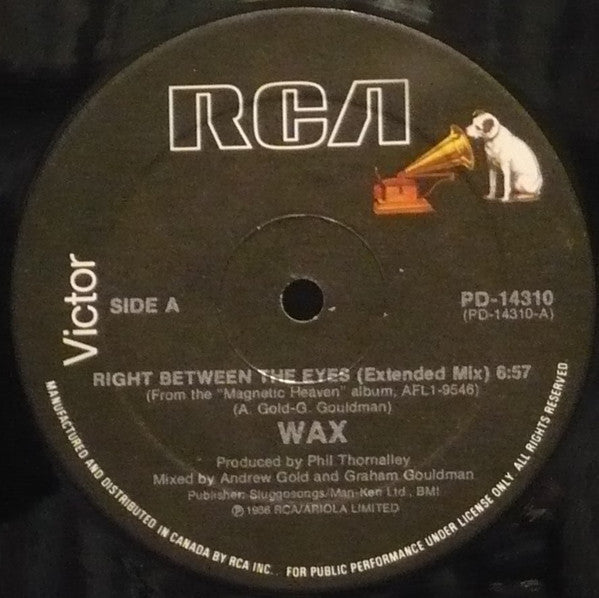 RCA
Victor
SIDE A
PD-14310
(PD-14310-A)
RIGHT BETWEEN THE EYES (Extended Mix) 6:57
(From the "Magnetic Heaven" album, AFL1-9546)
(A. Gold-G. Gouldman)
WAX
Produced by Phil Thornalley
Mixed by Andrew Gold and Graham Gouldman
Publisher: Sluggosongs/Man-Ken Ltd., BMI
Ⓟ 1986 RCA/ARIOLA LIMITED
MANUFACTURED AND DISTRIBUTED IN CANADA BY RCA INC.. FOR PUBLIC PERFORMANCE UNDER LICENSE ONLY. ALL RIGHTS RESERVED